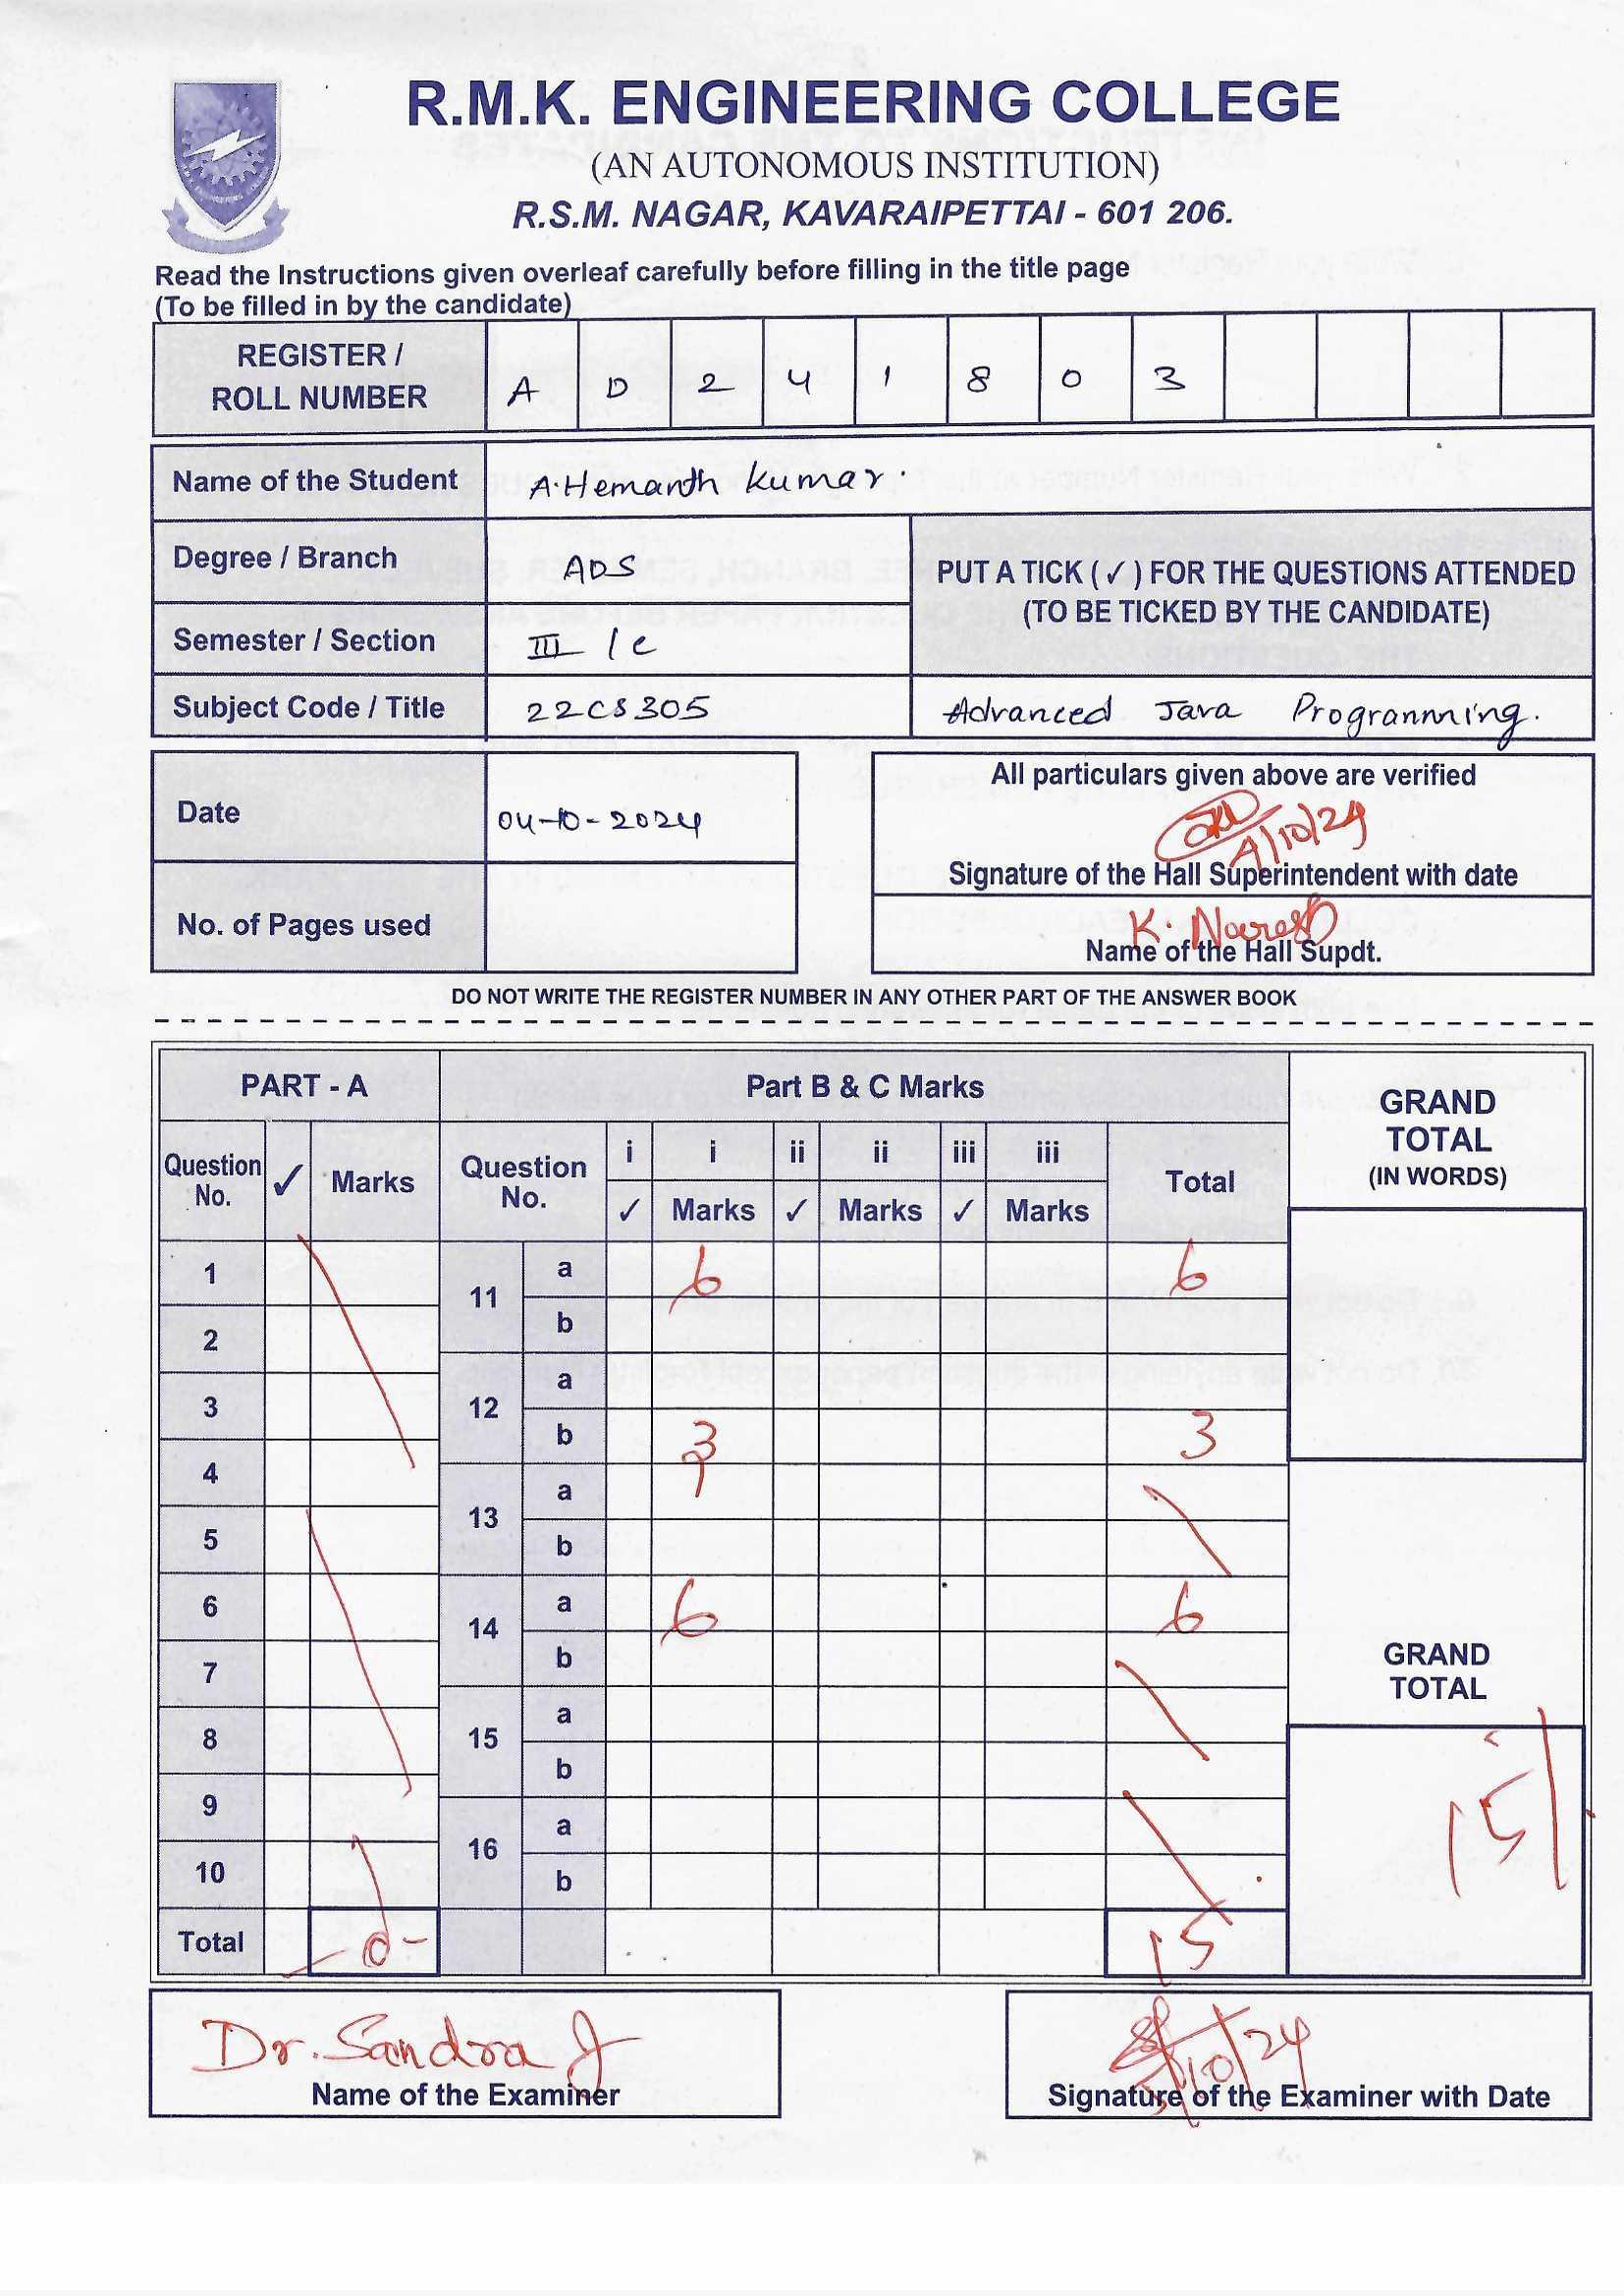 R.M.K. ENGINEERING COLLEGE
(AN AUTONOMOUS INSTITUTION)
R.S.M. NAGAR, KAVARAIPETTAI - 601 206.
Read the Instructions given overleaf carefully before filling in the title page
(To be filled in by the candidate)
REGISTER / ROLL NUMBER A D 2 4 1 8 0 3
Name of the Student A.Hemanth Kumar.
Degree / Branch ADS
PUT A TICK (✓) FOR THE QUESTIONS ATTENDED
(TO BE TICKED BY THE CANDIDATE)
Semester / Section III / C
Subject Code / Title 22CS305 Advanced Java Programming.
Date 04-10-2024
No. of Pages used
All particulars given above are verified
4/10/24
Signature of the Hall Superintendent with date
K. Naresh
Name of the Hall Supdt.
DO NOT WRITE THE REGISTER NUMBER IN ANY OTHER PART OF THE ANSWER BOOK
PART - A Part B & C Marks GRAND TOTAL (IN WORDS)
Question No. ✓ Marks Question No. i i ii ii iii iii Total
✓ Marks ✓ Marks ✓ Marks
1 11 a 6 6
2 b
3 12 a
4 b 3 3
5 13 a
b
6 14 a 6 6
7 b
8 15 a
b
9 16 a
10 b
GRAND TOTAL
15
Total -0- 15
Dr. Sandra J
Name of the Examiner
10/24
Signature of the Examiner with Date